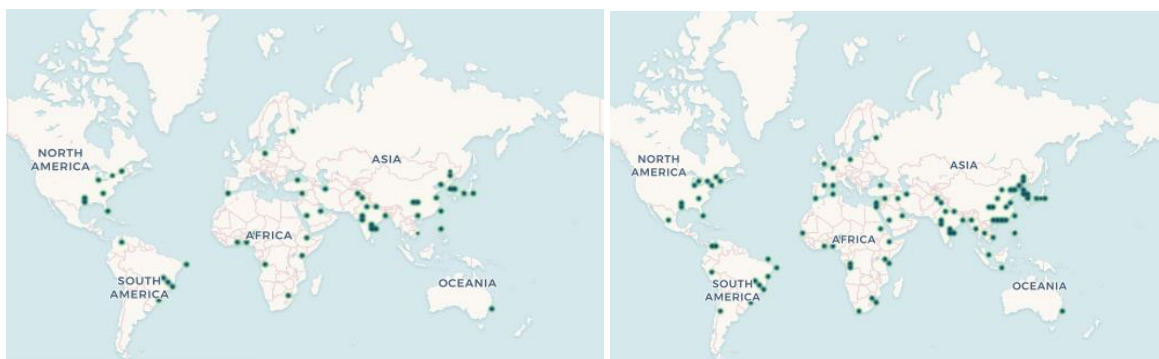 NORTH
AMERICA
ASIA
AFRICA
SOUTH
AMERICA
OCEANIA
NORTH
AMERICA
ASIA
AFRICA
SOUTH
AMERICA
OCEANIA